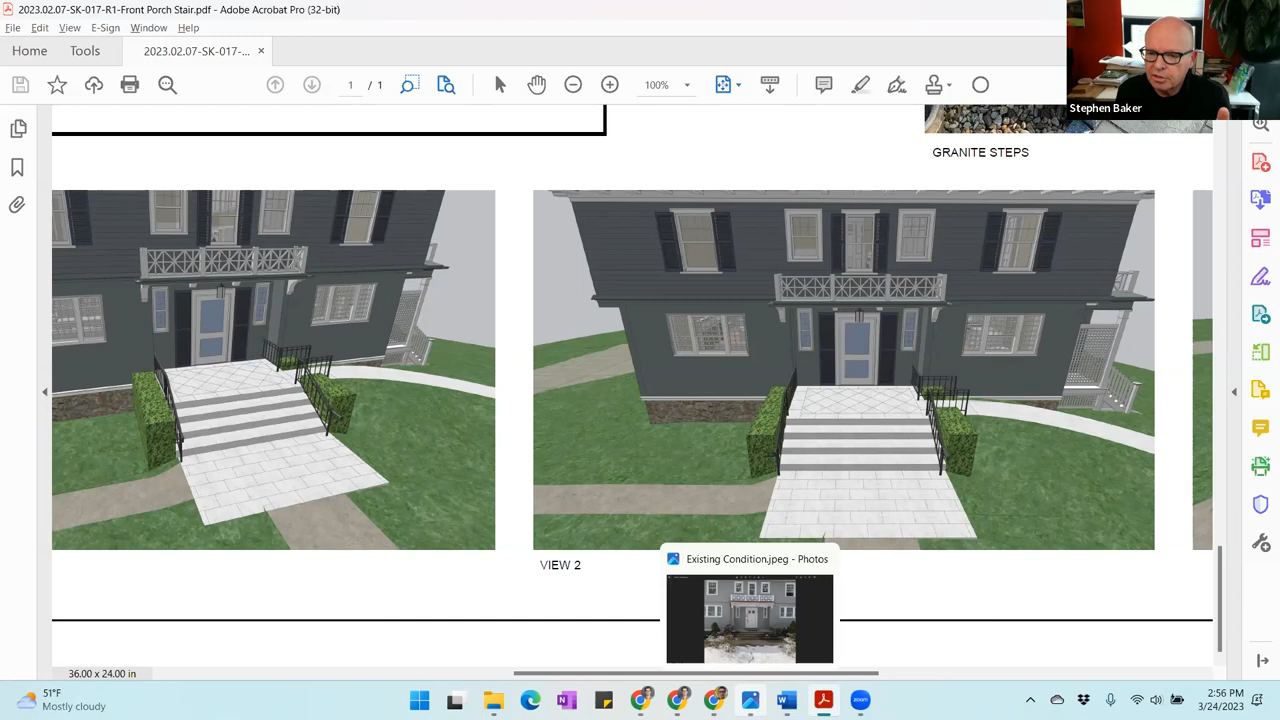 2023.02.07-SK-017-R1-Front Porch Stair.pdf - Adobe Acrobat Pro (32-bit)
File Edit View E-Sign Window Help
Home Tools 2023.02.07-SK-017-... ×
1 / 1 100%
Stephen Baker
GRANITE STEPS
VIEW 2
Existing Condition.jpeg - Photos
36.00 x 24.00 in
51°F
Mostly cloudy
zoom
2:56 PM
3/24/2023